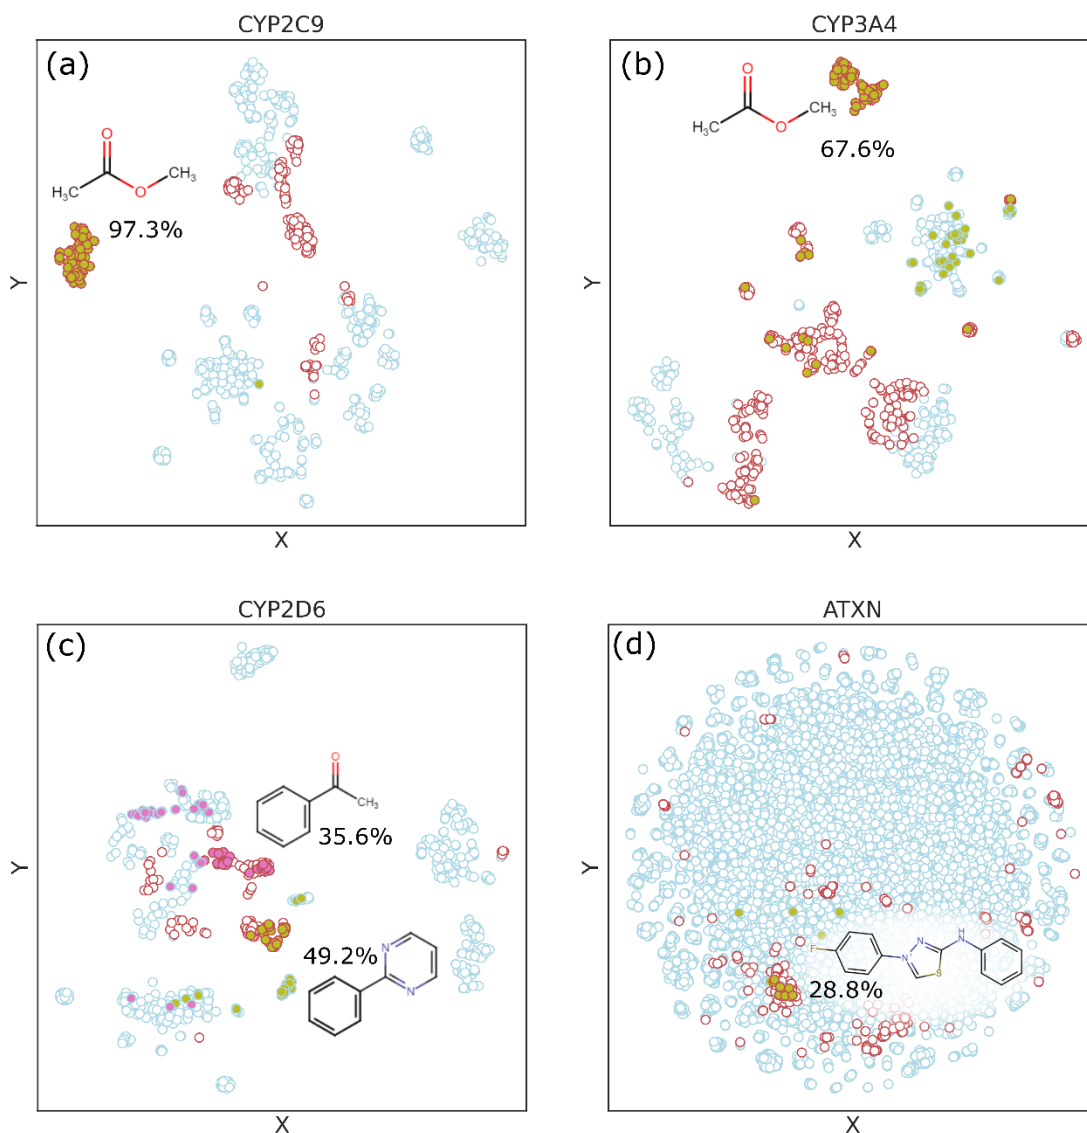 CYP2C9
(a)
O
H₃C
O
CH₃
97.3%
Y
X
CYP3A4
(b)
O
H₃C
O
CH₃
67.6%
Y
X
CYP2D6
(c)
O
CH₃
35.6%
49.2%
N
N
Y
X
ATXN
(d)
H
N
N
F
N+
S
28.8%
Y
X